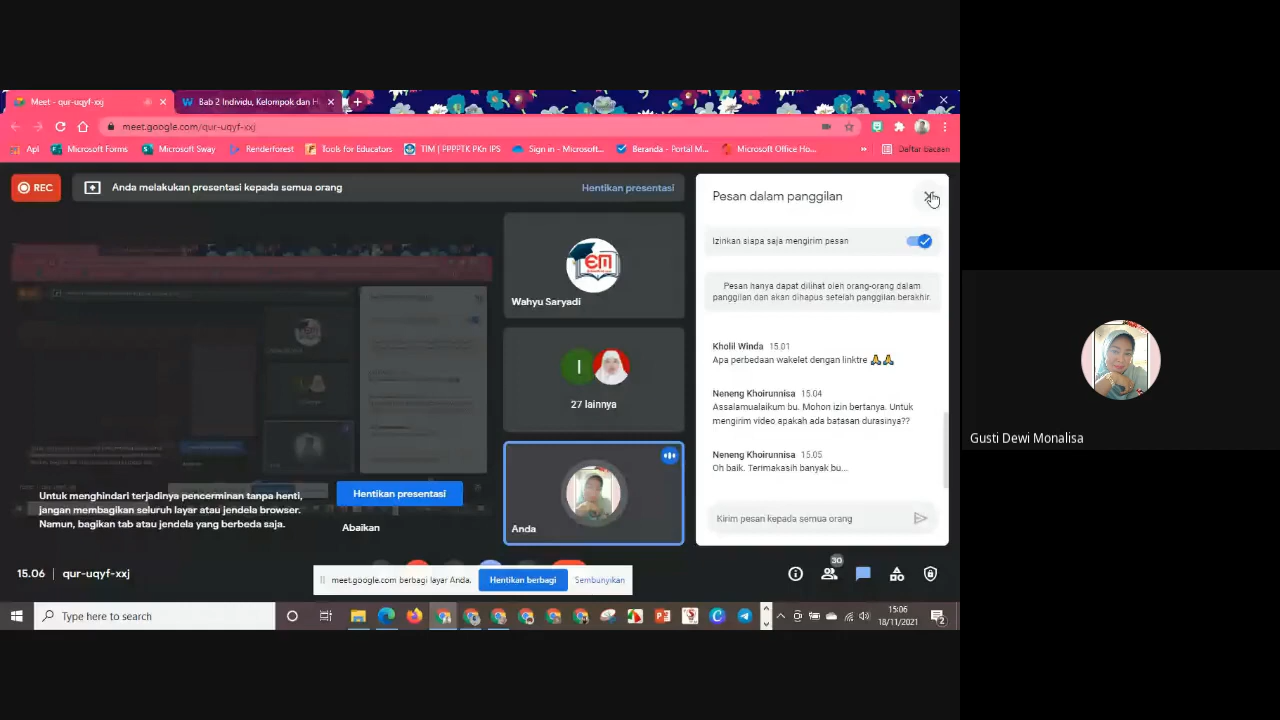 Meet - qur-uqyf-xxj
Bab 2 Individu, Kelompok dan H
meet.google.com/qur-uqyf-xxj
Apl
Microsoft Forms
Microsoft Sway
Renderforest
Tools for Educators
TIM | PPPPTK PKn IPS
Sign in - Microsoft...
Beranda - Portal M...
Microsoft Office Ho...
»
Daftar bacaan
REC
Anda melakukan presentasi kepada semua orang
Hentikan presentasi
Pesan dalam panggilan
Izinkan siapa saja mengirim pesan
Pesan hanya dapat dilihat oleh orang-orang dalam
panggilan dan akan dihapus setelah panggilan berakhir.
Kholil Winda 15.01
Apa perbedaan wakelet dengan linktre 🙏🙏
Neneng Khoirunnisa 15.04
Assalamualaikum bu. Mohon izin bertanya. Untuk
mengirim video apakah ada batasan durasinya??
Neneng Khoirunnisa 15.05
Oh baik. Terimakasih banyak bu...
Kirim pesan kepada semua orang
EM
Wahyu Saryadi
I
27 lainnya
Anda
Untuk menghindari terjadinya pencerminan tanpa henti,
jangan membagikan seluruh layar atau jendela browser.
Namun, bagikan tab atau jendela yang berbeda saja.
Hentikan presentasi
Abaikan
15.06 | qur-uqyf-xxj
meet.google.com berbagi layar Anda.
Hentikan berbagi
Sembunyikan
30
Type here to search
15:06
18/11/2021
2
Gusti Dewi Monalisa